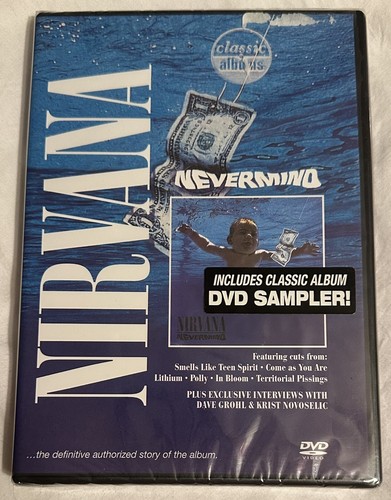 classic
albums
NIRVANA
NEVERMIND
INCLUDES CLASSIC ALBUM
DVD SAMPLER!
NIRVANA
NEVERMIND
Featuring cuts from:
Smells Like Teen Spirit • Come as You Are
Lithium • Polly • In Bloom • Territorial Pissings
PLUS EXCLUSIVE INTERVIEWS WITH
DAVE GROHL & KRIST NOVOSELIC
DVD
VIDEO
...the definitive authorized story of the album.